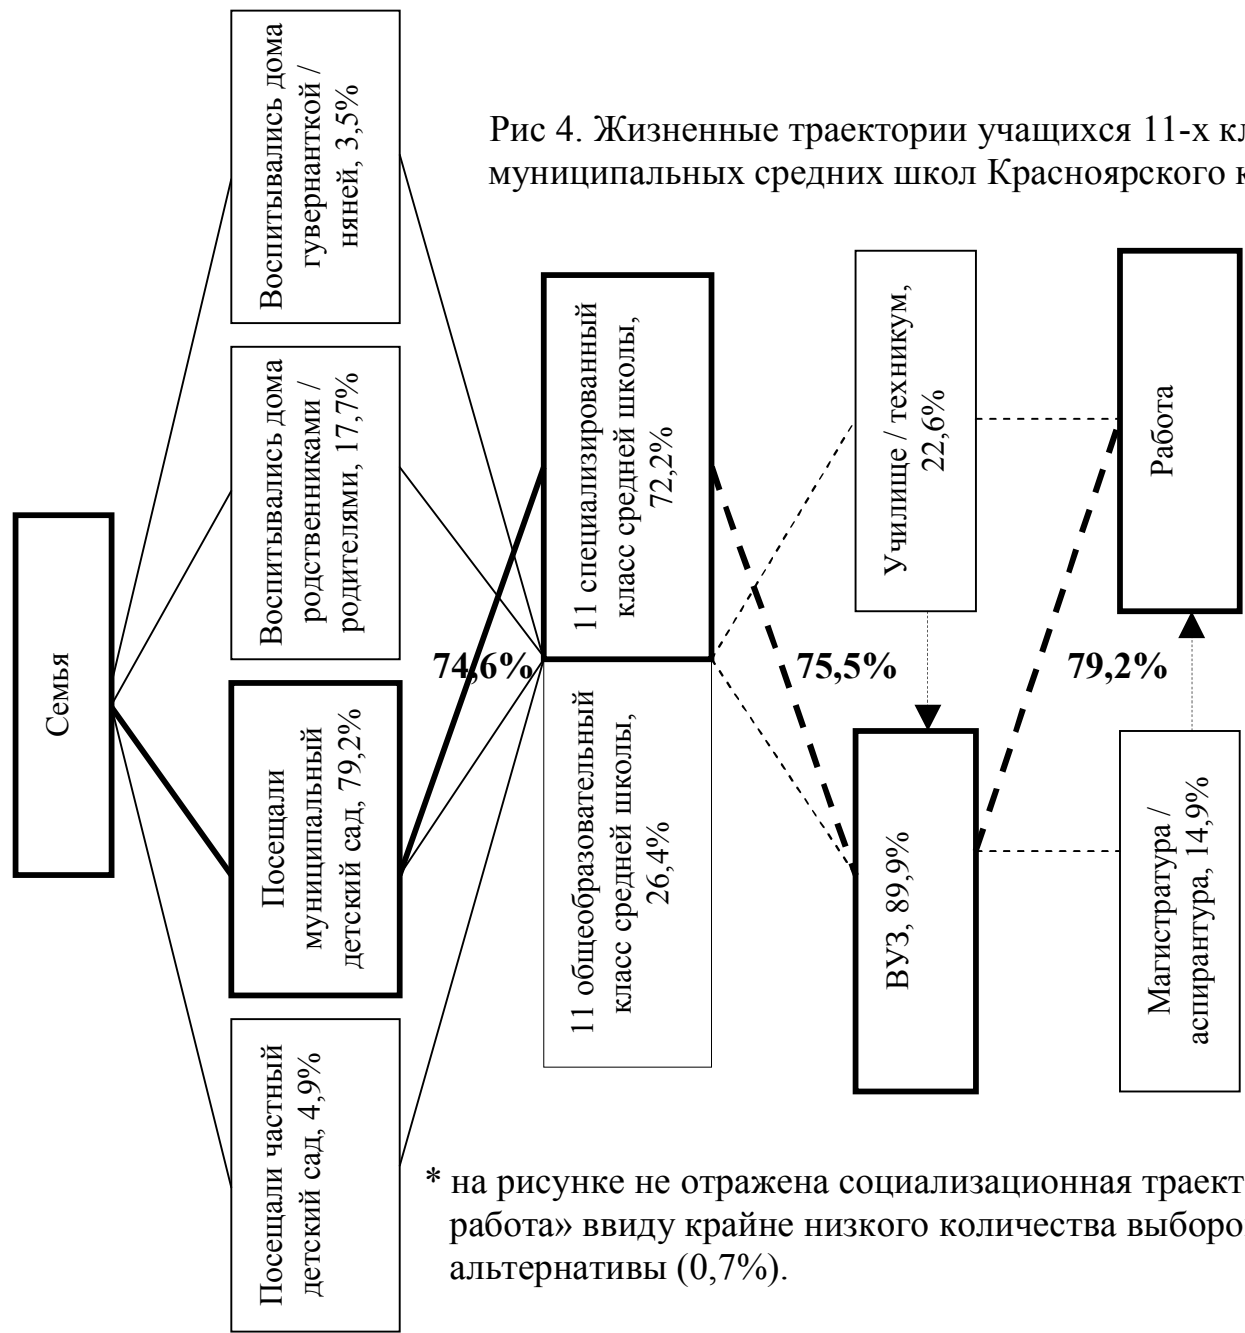 Рис 4. Жизненные траектории учащихся 11-х
муниципальных средних школ Красноярского
Семья
Воспитывались дома
гувернанткой /
няней, 3,5%
Воспитывались дома
родственниками /
родителями, 17,7%
Посещали
муниципальный
детский сад, 79,2%
Посещали частный
детский сад, 4,9%
74,6%
11 специализированный
класс средней школы,
72,2%
11 общеобразовательный
класс средней школы,
26,4%
75,5%
Училище / техникум,
22,6%
ВУЗ, 89,9%
79,2%
Работа
Магистратура /
аспирантура, 14,9%
* на рисунке не отражена социализационная
работа» ввиду крайне низкого количества
альтернативы (0,7%).